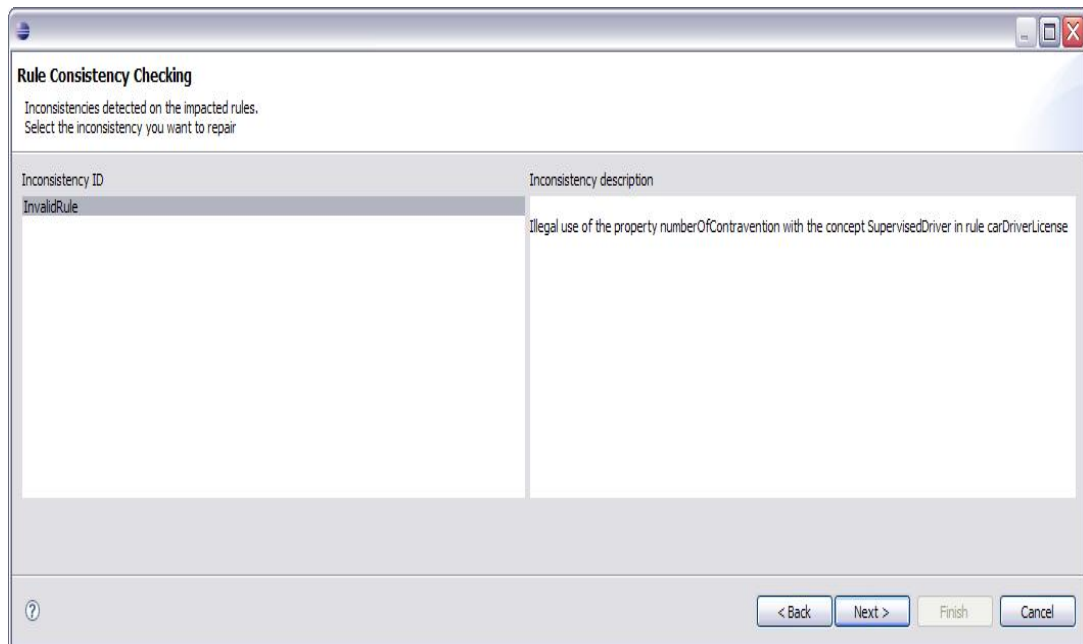 Rule Consistency Checking
Inconsistencies detected on the impacted rules.
Select the inconsistency you want to repair
Inconsistency ID
Inconsistency description
InvalidRule
Illegal use of the property numberOfContravention with the concept SupervisedDriver in rule carDriverLicense
?
< Back
Next >
Finish
Cancel